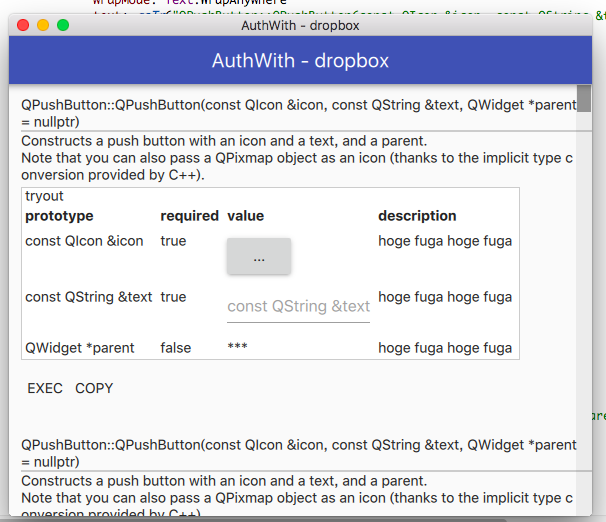 wrapMode: Text.WrapAnywhere
AuthWith - dropbox
AuthWith - dropbox
QPushButton::QPushButton(const QIcon &icon, const QString &text, QWidget *parent
= nullptr)
Constructs a push button with an icon and a text, and a parent.
Note that you can also pass a QPixmap object as an icon (thanks to the implicit type c
onversion provided by C++).
tryout
prototype required value description
const QIcon &icon true ... hoge fuga hoge fuga
const QString &text true const QString &text hoge fuga hoge fuga
QWidget *parent false *** hoge fuga hoge fuga
EXEC COPY
QPushButton::QPushButton(const QIcon &icon, const QString &text, QWidget *parent
= nullptr)
Constructs a push button with an icon and a text, and a parent.
Note that you can also pass a QPixmap object as an icon (thanks to the implicit type c
onversion provided by C++).